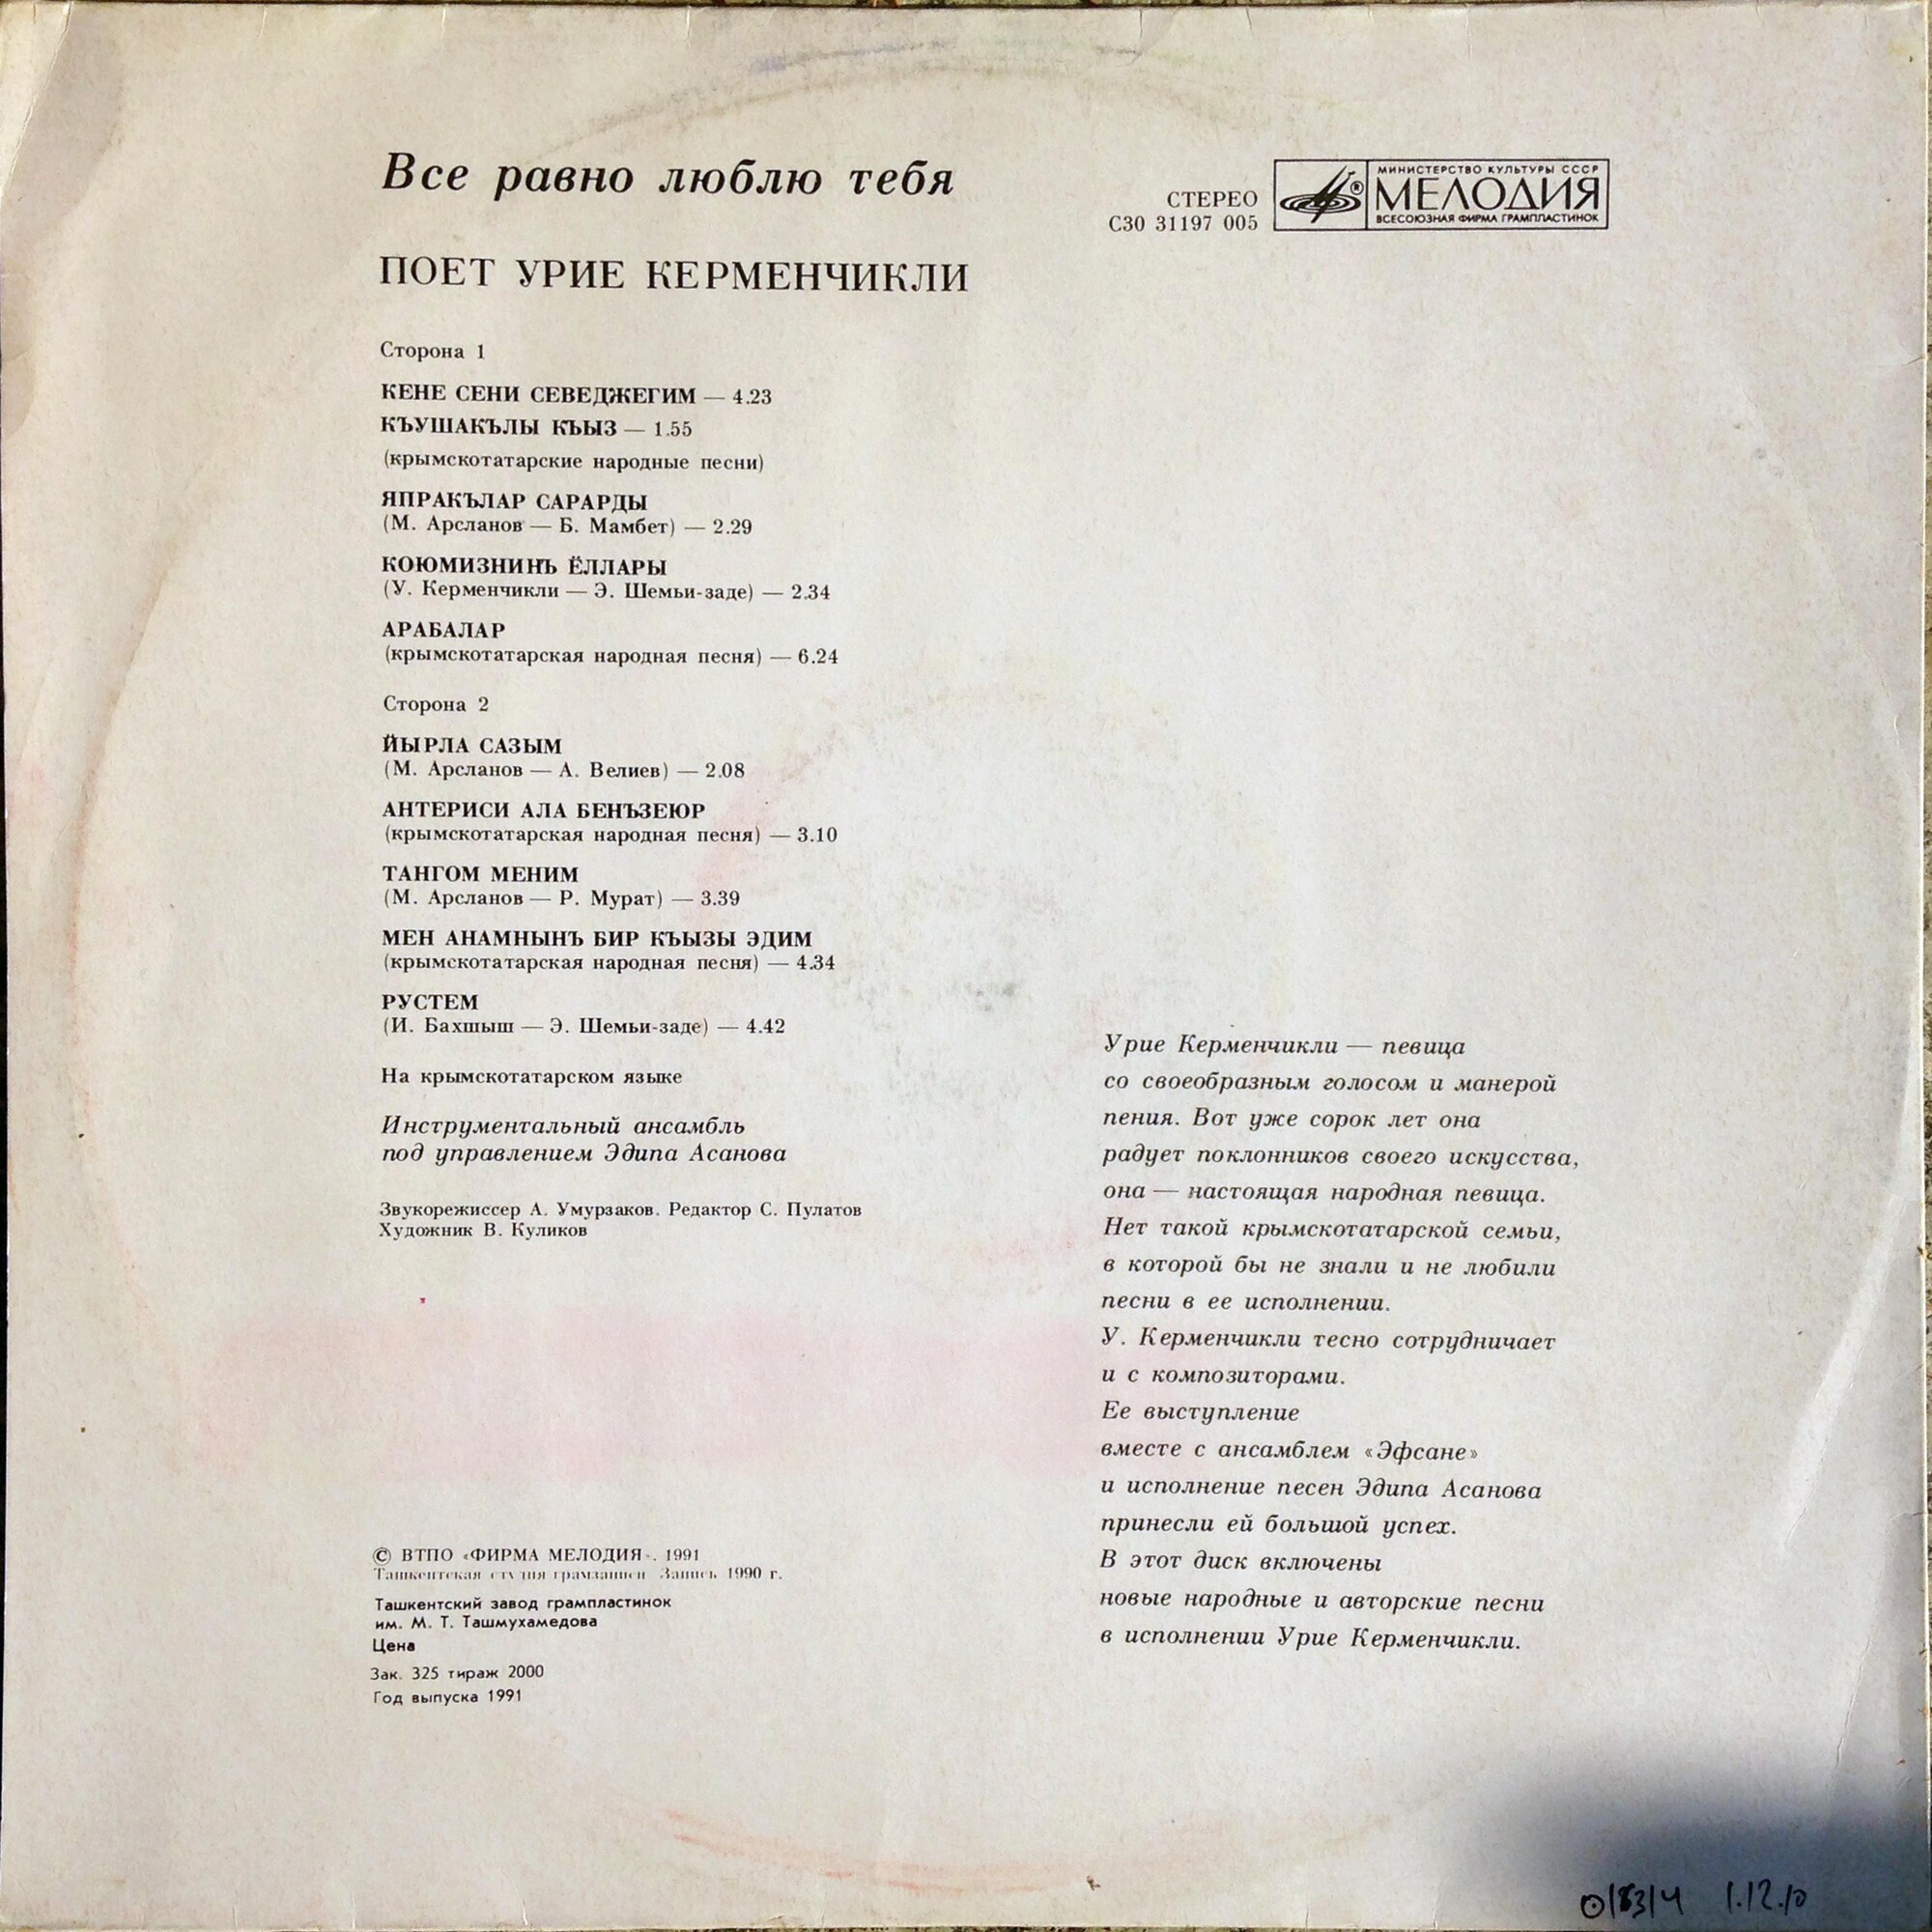 Все равно люблю тебя
ПОЕТ УРИЕ КЕРМЕНЧИКЛИ
СТЕРЕО
С30 31197 005
МИНИСТЕРСТВО КУЛЬТУРЫ СССР
МЕЛОДИЯ
ВСЕСОЮЗНАЯ ФИРМА ГРАМПЛАСТИНОК
Сторона 1
КЕНЕ СЕНИ СЕВЕДЖЕГИМ — 4.23
КЪУШАКЪЛЫ КЪЫЗ — 1.55
(крымскотатарские народные песни)
ЯПРАКЪЛАР САРАРДЫ
(М. Арсланов — Б. Мамбет) — 2.29
КОЮМИЗНИНЪ ЁЛЛАРЫ
(У. Керменчикли — Э. Шемьи-заде) — 2.34
АРАБАЛАР
(крымскотатарская народная песня) — 6.24
Сторона 2
ЙЫРЛА САЗЫМ
(М. Арсланов — А. Велиев) — 2.08
АНТЕРИСИ АЛА БЕНЪЗЕЮР
(крымскотатарская народная песня) — 3.10
ТАНГОМ МЕНИМ
(М. Арсланов — Р. Мурат) — 3.39
МЕН АНАМНЫНЪ БИР КЪЫЗЫ ЭДИМ
(крымскотатарская народная песня) — 4.34
РУСТЕМ
(И. Бахшыш — Э. Шемьи-заде) — 4.42
На крымскотатарском языке
Инструментальный ансамбль
под управлением Эдипа Асанова
Звукорежиссер А. Умурзаков. Редактор С. Пулатов
Художник В. Куликов
© ВТПО «ФИРМА МЕЛОДИЯ». 1991
Ташкентская студия грамзаписи Запись 1990 г.
Ташкентский завод грампластинок
им. М. Т. Ташмухамедова
Цена
Зак. 325 тираж 2000
Год выпуска 1991
Урие Керменчикли — певица
со своеобразным голосом и манерой
пения. Вот уже сорок лет она
радует поклонников своего искусства,
она — настоящая народная певица.
Нет такой крымскотатарской семьи,
в которой бы не знали и не любили
песни в ее исполнении.
У. Керменчикли тесно сотрудничает
и с композиторами.
Ее выступление
вместе с ансамблем «Эфсане»
и исполнение песен Эдипа Асанова
принесли ей большой успех.
В этот диск включены
новые народные и авторские песни
в исполнении Урие Керменчикли.
1.12.10